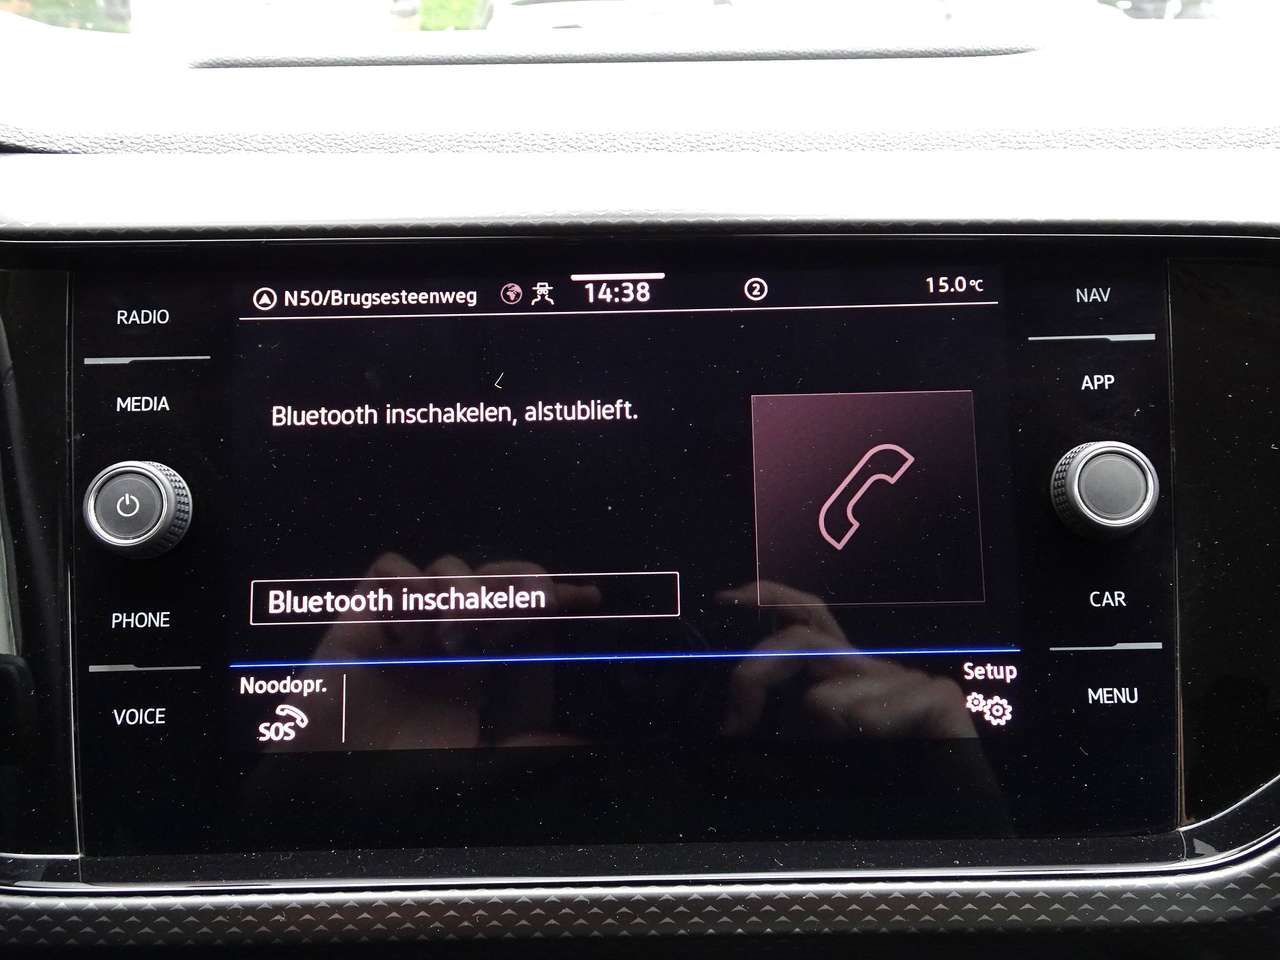 N50/Brugsesteenweg 14:38 2 15.0°C
RADIO
NAV
MEDIA
APP
Bluetooth inschakelen, alstublieft.
Bluetooth inschakelen
PHONE
CAR
Noodopr.
Setup
VOICE
SOS
MENU